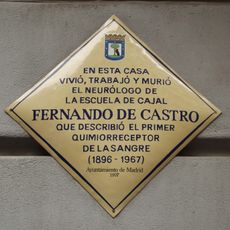 EN ESTA CASA
VIVIÓ, TRABAJÓ Y MURIÓ
EL NEURÓLOGO DE
LA ESCUELA DE CAJAL
FERNANDO DE CASTRO
QUE DESCRIBIÓ EL PRIMER
QUIMIORRECEPTOR
DE LA SANGRE
(1896 - 1967)
Ayuntamiento de Madrid
1997